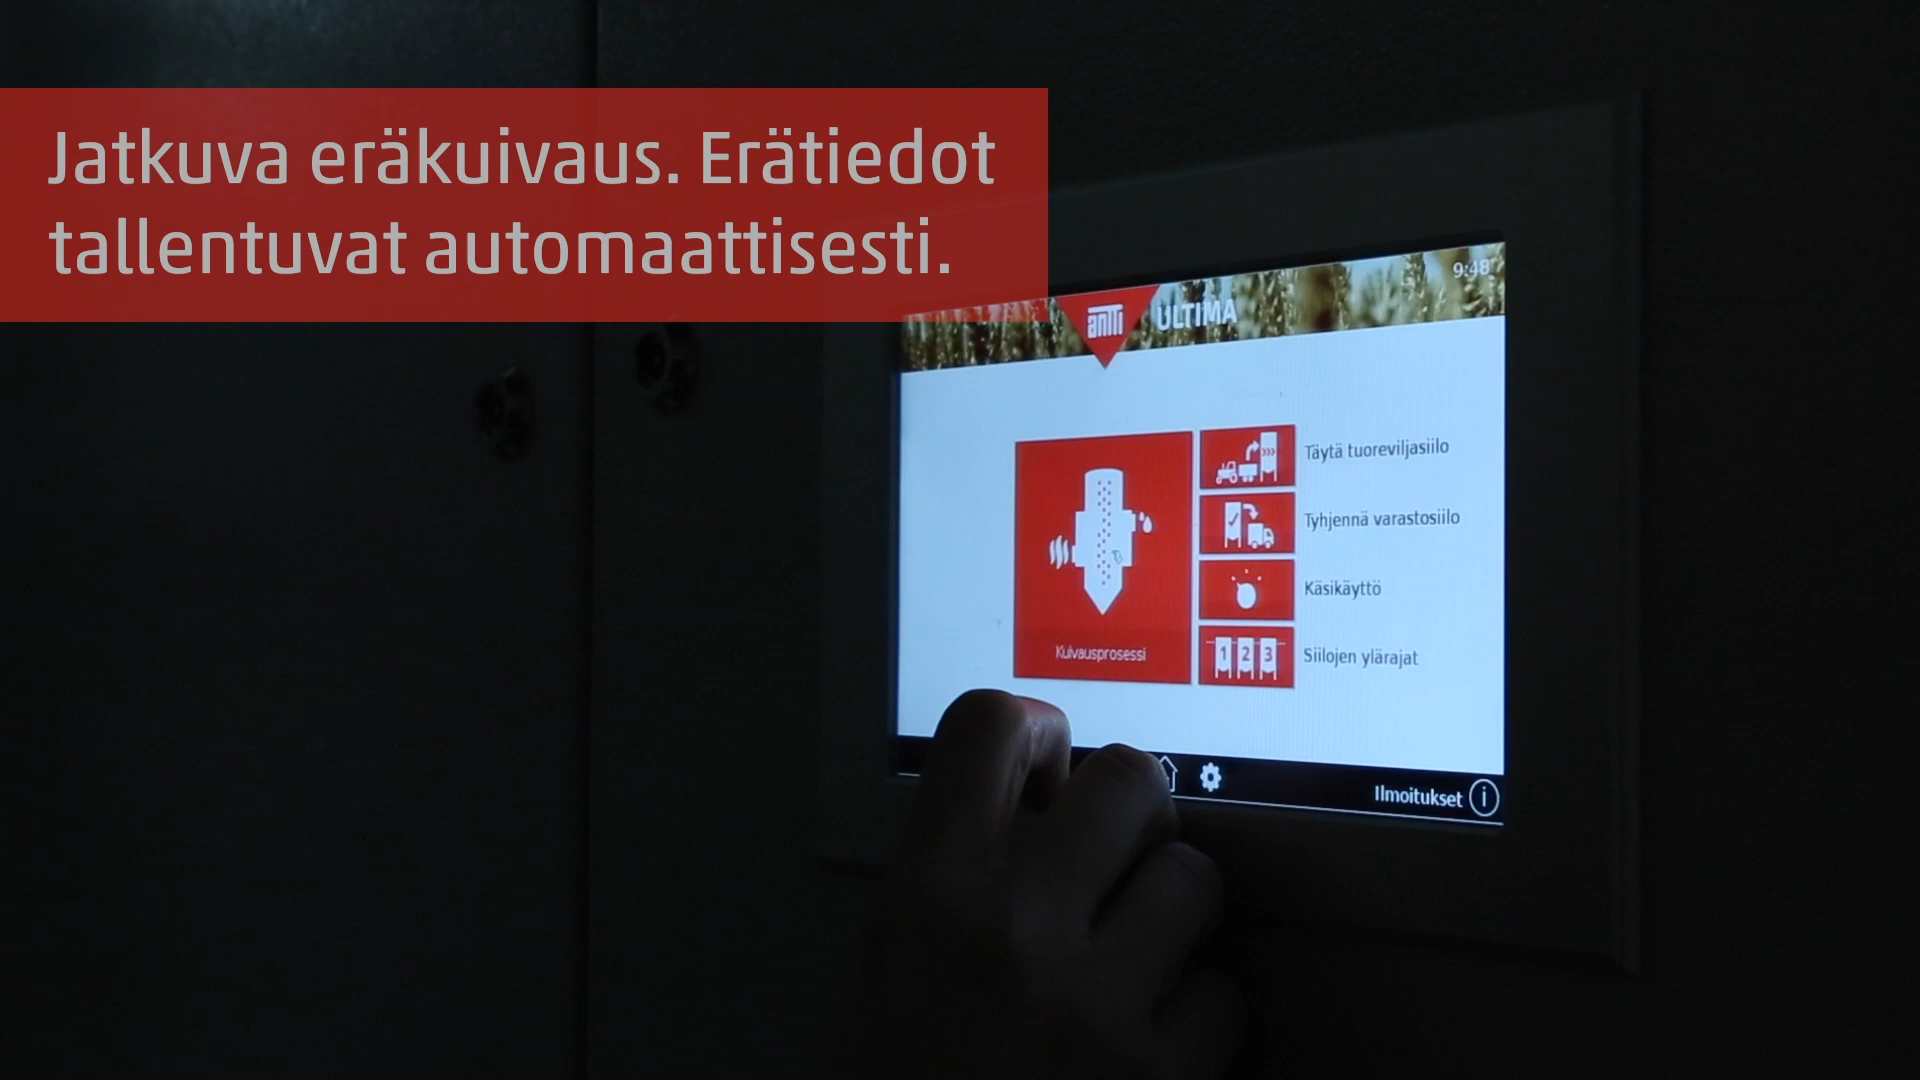 Jatkuva eräkuivaus. Erätiedot
tallentuvat automaattisesti.
9:48
antti ULTIMA
Täytä tuoreviljasiilo
Tyhjennä varastosiilo
Käsikäyttö
1 2 3
Siilojen ylärajat
Kuivausprosessi
Ilmoitukset i